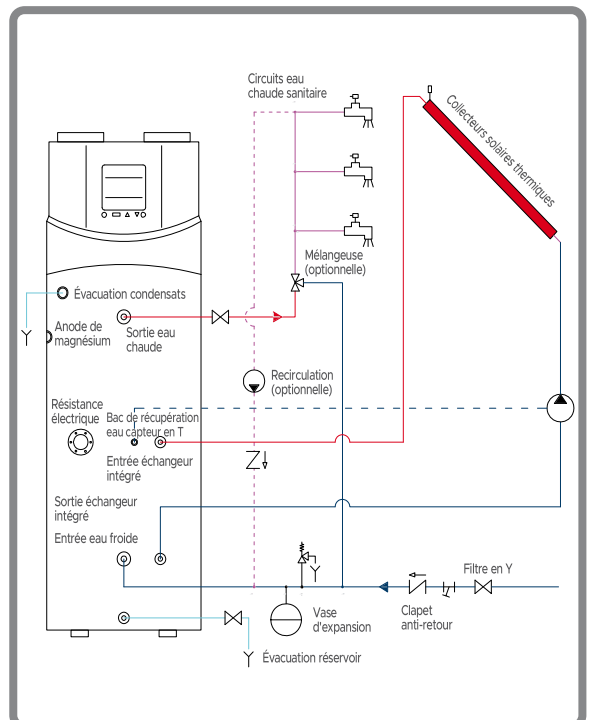 Circuits eau
chaude sanitaire
Collecteurs solaires thermiques
Mélangeuse
(optionnelle)
Évacuation condensats
Anode de
magnésium
Sortie eau
chaude
Recirculation
(optionnelle)
Résistance
électrique
Bac de récupération
eau capteur en T
Entrée échangeur
intégré
Sortie échangeur
intégré
Entrée eau froide
Filtre en Y
Vase
d'expansion
Clapet
anti-retour
Évacuation réservoir